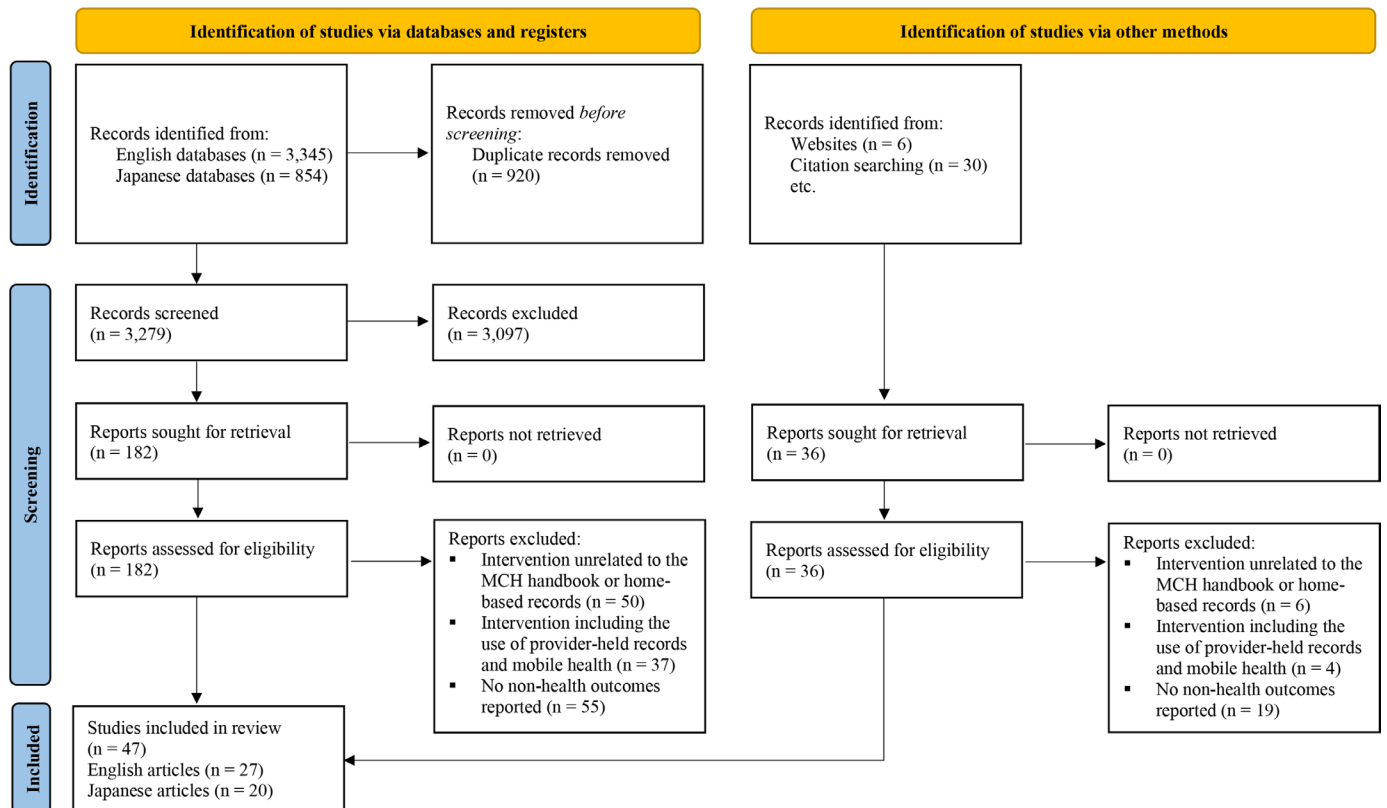 Identification of studies via databases and registers
Identification of studies via other methods
Identification
Records identified from:
English databases (n = 3,345)
Japanese databases (n = 854)
Records removed before
screening:
Duplicate records removed
(n = 920)
Records identified from:
Websites (n = 6)
Citation searching (n = 30)
etc.
Screening
Records screened
(n = 3,279)
Records excluded
(n = 3,097)
Reports sought for retrieval
(n = 182)
Reports not retrieved
(n = 0)
Reports sought for retrieval
(n = 36)
Reports not retrieved
(n = 0)
Reports assessed for eligibility
(n = 182)
Reports excluded:
▪ Intervention unrelated to the
MCH handbook or home-
based records (n = 50)
▪ Intervention including the
use of provider-held records
and mobile health (n = 37)
▪ No non-health outcomes
reported (n = 55)
Reports assessed for eligibility
(n = 36)
Reports excluded:
▪ Intervention unrelated to the
MCH handbook or home-
based records (n = 6)
▪ Intervention including the
use of provider-held records
and mobile health (n = 4)
▪ No non-health outcomes
reported (n = 19)
Included
Studies included in review
(n = 47)
English articles (n = 27)
Japanese articles (n = 20)